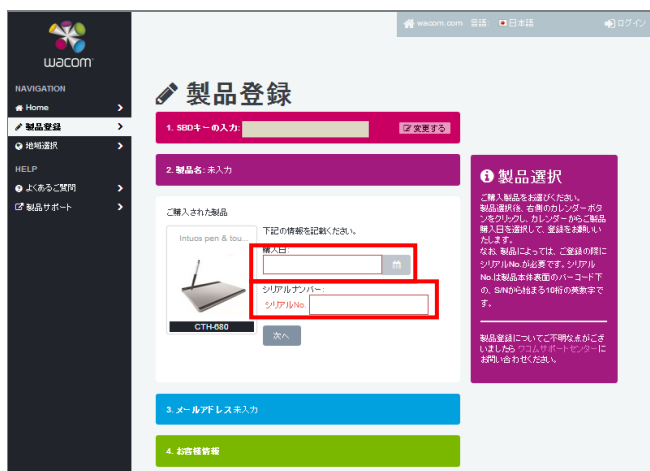 wacom.com 言語: 日本語 ログイン
wacom
NAVIGATION
Home
製品登録
地域選択
HELP
よくあるご質問
製品サポート
製品登録
1. SBDキーの入力: 変更する
2. 製品名: 未入力
ご購入された製品
Intuos pen & tou...
CTH-680
下記の情報を記載ください。
購入日:
シリアルナンバー:
シリアルNo.
次へ
3. メールアドレス未入力
4. お客様情報
製品選択
ご購入製品をお選びください。
製品選択後、右側のカレンダーボタ
ンをクリックし、カレンダーからご製品
購入日を選択して、登録をお願いい
たします。
なお、製品によっては、ご登録の際に
シリアルNo.が必要です。シリアル
No.は製品本体裏面のバーコード下
の、S/Nから始まる10桁の英数字で
す。
製品登録についてご不明な点がござ
いましたら ワコムサポートセンターに
お問い合わせください。